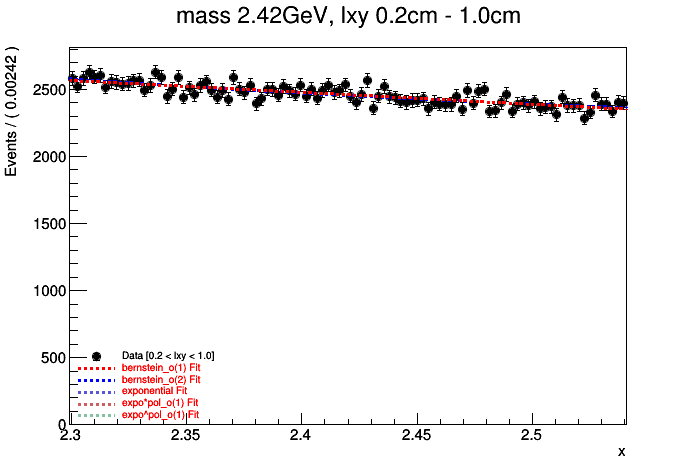 mass 2.42GeV, lxy 0.2cm - 1.0cm
Events / ( 0.00242 )
2500
2000
1500
1000
500
0
Data [0.2 < lxy < 1.0]
bernstein_o(1) Fit
bernstein_o(2) Fit
exponential Fit
expo*pol_o(1) Fit
expo^pol_o(1) Fit
2.3 2.35 2.4 2.45 2.5
x